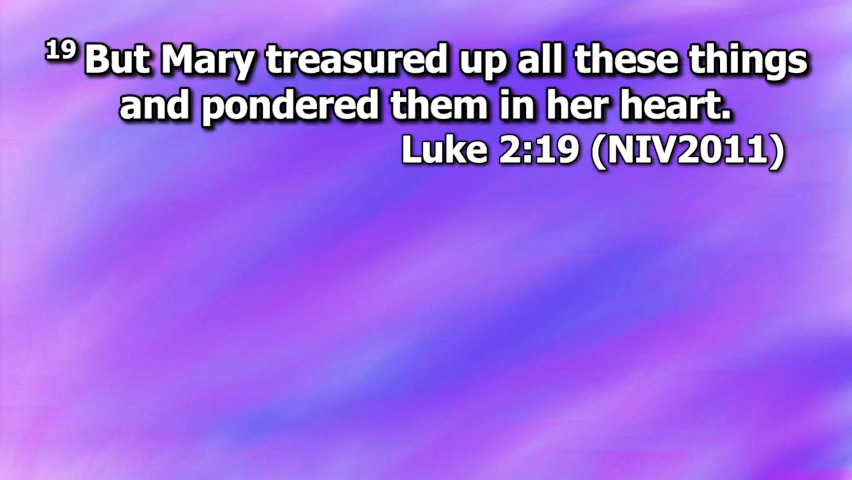 19 But Mary treasured up all these things
and pondered them in her heart.
Luke 2:19 (NIV2011)